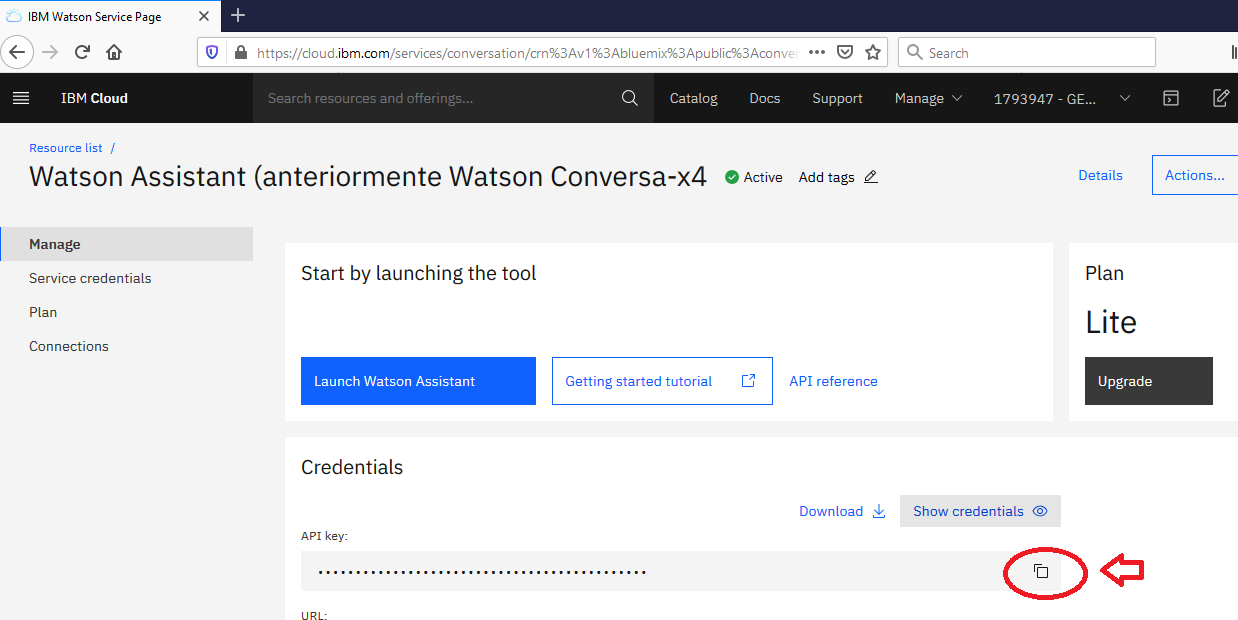 IBM Watson Service Page
https://cloud.ibm.com/services/conversation/crn%3Av1%3Abluemix%3Apublic%3Aconver
Search
IBM Cloud
Search resources and offerings...
Catalog
Docs
Support
Manage
1793947 - GE...
Resource list /
Watson Assistant (anteriormente Watson Conversa-x4
Active
Add tags
Details
Actions...
Manage
Service credentials
Plan
Connections
Start by launching the tool
Launch Watson Assistant
Getting started tutorial
API reference
Plan
Lite
Upgrade
Credentials
Download
Show credentials
API key:
URL: